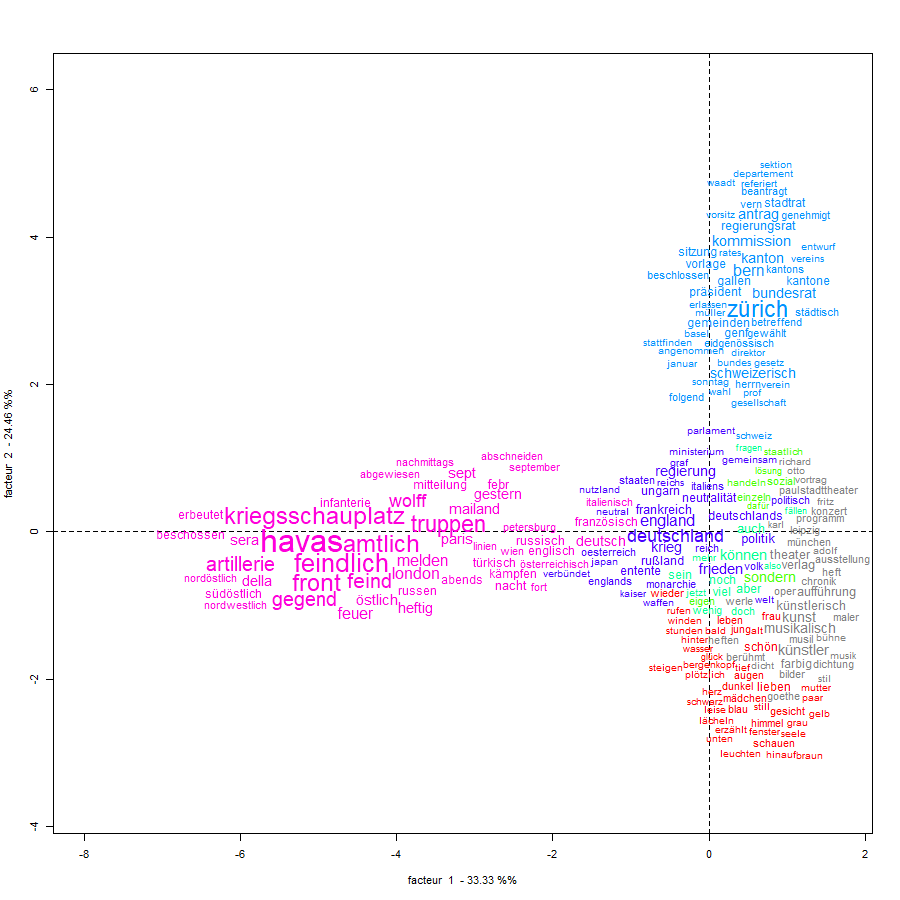 6
4
2
0
-2
-4
facteur 2 - 24.46 %%
sektion
departement
waadt referiert
beantragt
vern stadtrat
vorsitz antrag genehmigt
regierungsrat
kommission
entwurf
sitzung rates kanton vereins
vorlage bern kantons
beschlossen gallen kantone
präsident bundesrat
erlassen
müller zürich städtisch
gemeinden betreffend
basel genf gewählt
stattfinden eidgenössisch
angenommen direktor
januar bundes gesetz
schweizerisch
sonntag herrn verein
wahl prof
folgend gesellschaft
parlament schweiz
fragen
ministerium staatlich
nachmittags abschneiden graf gemeinsam richard
september regierung lösung otto
abgewiesen sept staaten reichs handeln sozial vortrag
mitteilung febr nutzland ungarn italiens paulstadttheater
gestern neutralität einzeln politisch fritz
infanterie wolff italienisch dafür
mailand neutral frankreich fällen konzert
erbeutet kriegsschauplatz truppen französisch england deutschlands karl programm
beschossen petersburg auch leipzig
sera havas amtlich paris russisch deutsch deutschland politik
linien wien englisch oesterreich krieg reich münchen
artillerie feindlich melden türkisch österreichisch japan rußland mehr können theater adolf ausstellung
london kämpfen verbündet entente frieden volk also verlag heft
nordöstlich della front feind abends nacht fort englands monarchie sein noch sondern chronik
südöstlich russen kaiser wieder jetzt viel aber oper aufführung
nordwestlich gegend östlich heftig waffen eigen werle welt künstlerisch
feuer rufen wenig doch frau kunst maler
winden leben
stunden bald jung alt musikalisch
hinter heften musil bühne
wasser schön künstler
glück berühmt musik
steigen bergenkopf tief dicht farbig dichtung
plötzlich augen bilder
stil
dunkel lieben mutter
herz mädchen goethe paar
schwarz
leise blau still gesicht gelb
lächeln himmel grau
erzählt fenster seele
unten schauen
leuchten hinauf braun
-8 -6 -4 -2 0 2
facteur 1 - 33.33 %%